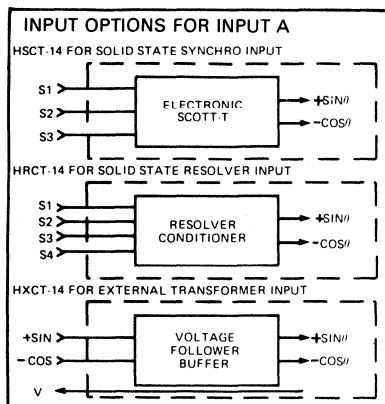 INPUT OPTIONS FOR INPUT A
HSCT-14 FOR SOLID STATE SYNCHRO INPUT
S1
S2
S3
ELECTRONIC
SCOTT-T
+SINθ
-COSθ
HRCT-14 FOR SOLID STATE RESOLVER INPUT
S1
S2
S3
S4
RESOLVER
CONDITIONER
+SINθ
-COSθ
HXCT-14 FOR EXTERNAL TRANSFORMER INPUT
+SIN
-COS
V
VOLTAGE
FOLLOWER
BUFFER
+SINθ
-COSθ